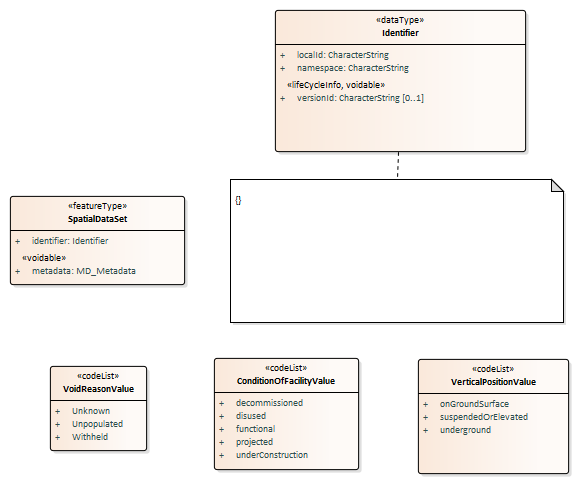 «dataType»
Identifier
+ localId: CharacterString
+ namespace: CharacterString
«lifeCycleInfo, voidable»
+ versionId: CharacterString [0..1]
{}
«featureType»
SpatialDataSet
+ identifier: Identifier
«voidable»
+ metadata: MD_Metadata
«codeList»
VoidReasonValue
+ Unknown
+ Unpopulated
+ Withheld
«codeList»
ConditionOfFacilityValue
+ decommissioned
+ disused
+ functional
+ projected
+ underConstruction
«codeList»
VerticalPositionValue
+ onGroundSurface
+ suspendedOrElevated
+ underground